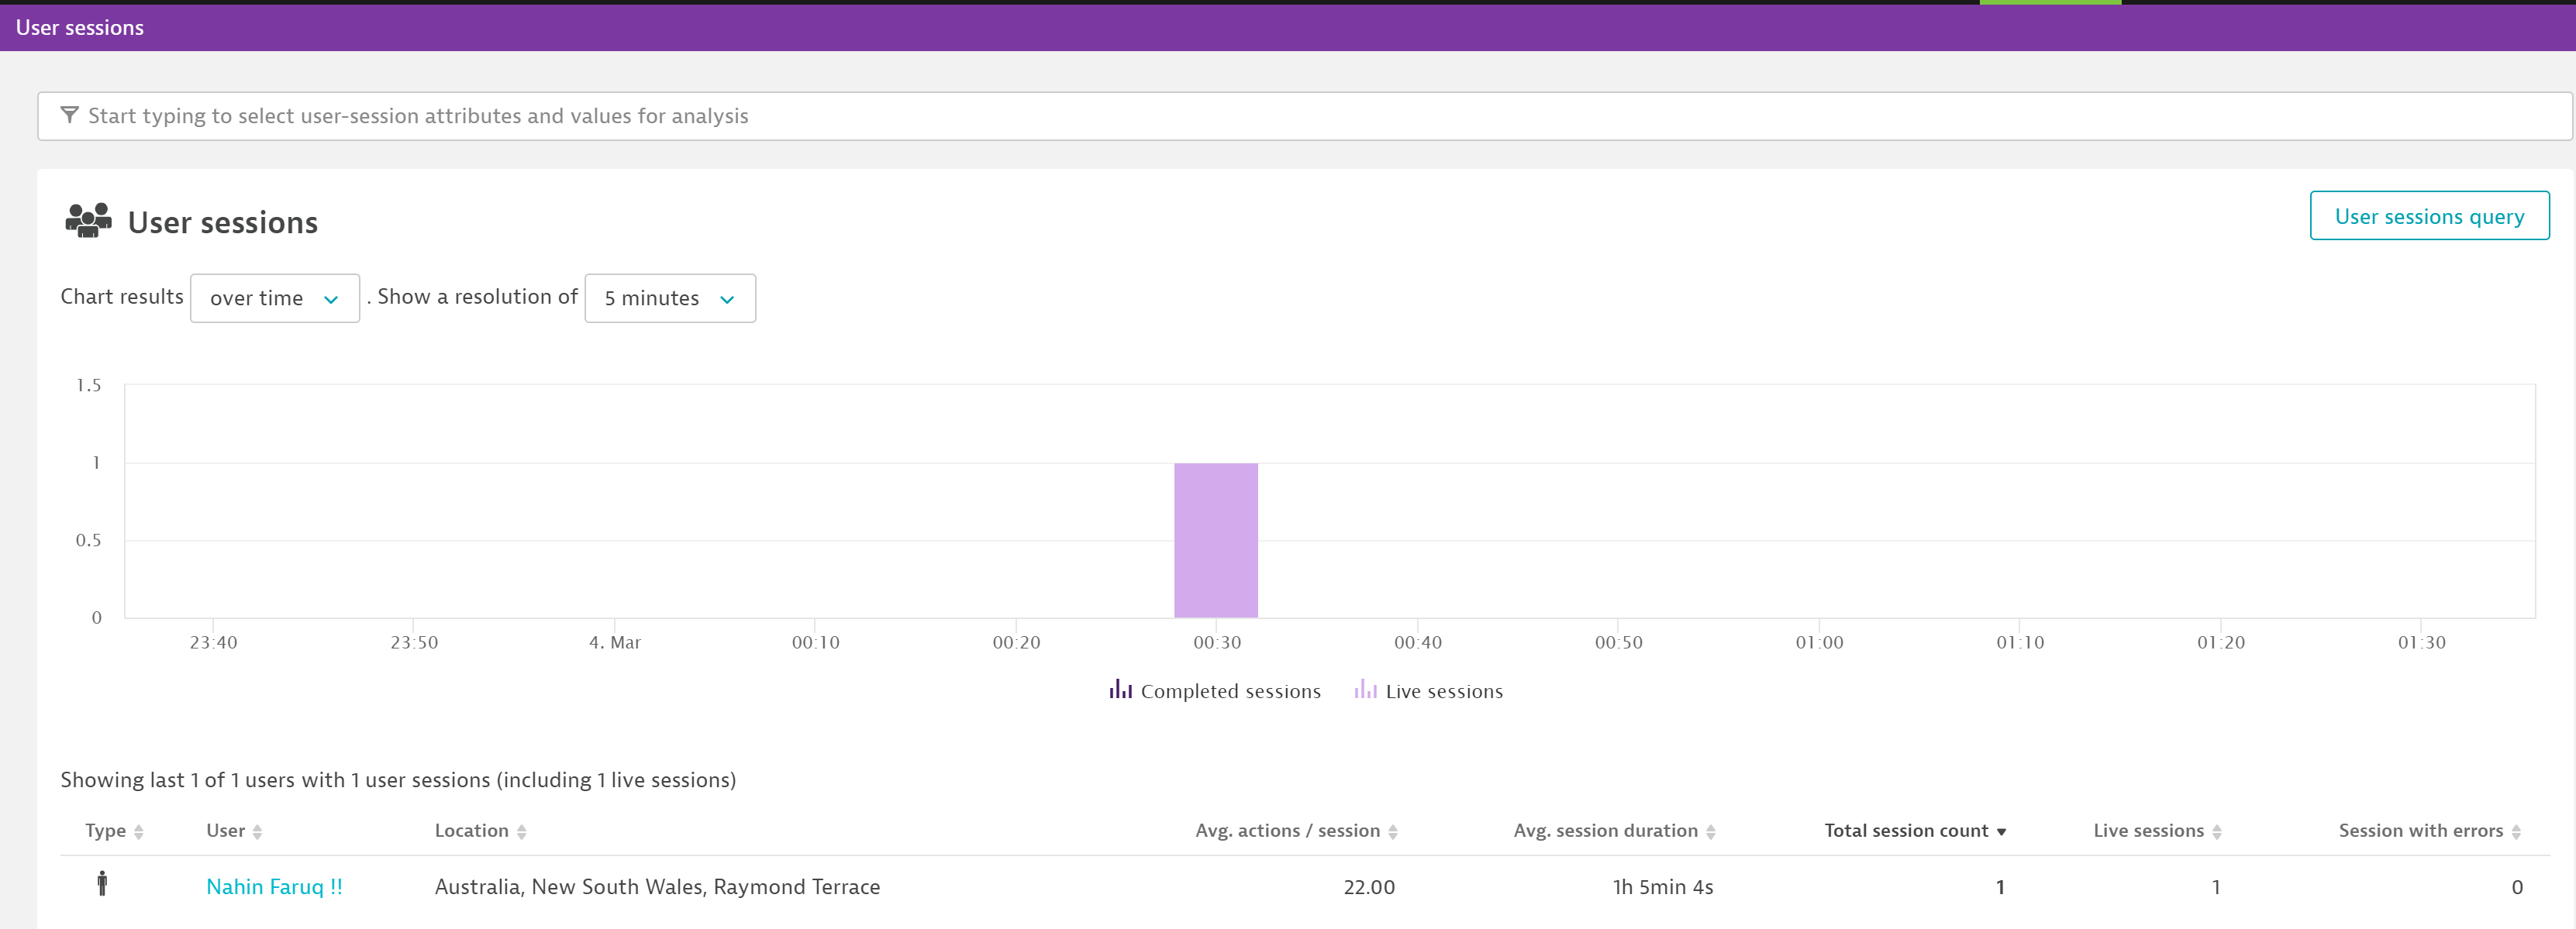 User sessions
Start typing to select user-session attributes and values for analysis
User sessions
User sessions query
Chart results over time . Show a resolution of 5 minutes
1.5
1
0.5
0
23:40 23:50 4. Mar 00:10 00:20 00:30 00:40 00:50 01:00 01:10 01:20 01:30
Completed sessions Live sessions
Showing last 1 of 1 users with 1 user sessions (including 1 live sessions)
Type User Location Avg. actions / session Avg. session duration Total session count Live sessions Session with errors
Nahin Faruq !! Australia, New South Wales, Raymond Terrace 22.00 1h 5min 4s 1 1 0